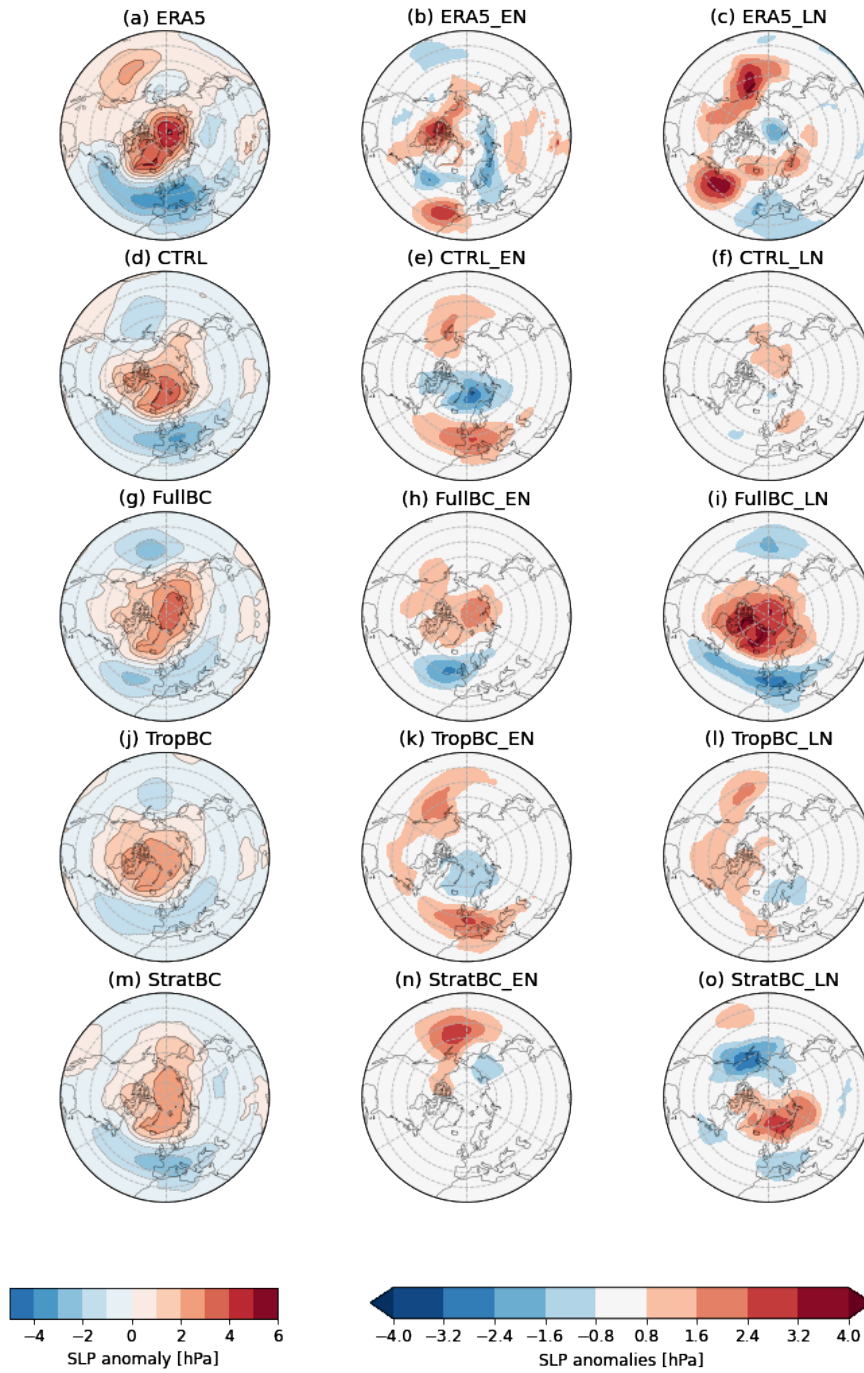 (a) ERA5
(b) ERA5_EN
(c) ERA5_LN
(d) CTRL
(e) CTRL_EN
(f) CTRL_LN
(g) FullBC
(h) FullBC_EN
(i) FullBC_LN
(j) TropBC
(k) TropBC_EN
(l) TropBC_LN
(m) StratBC
(n) StratBC_EN
(o) StratBC_LN
−4 −2 0 2 4 6
SLP anomaly [hPa]
−4.0 −3.2 −2.4 −1.6 −0.8 0.8 1.6 2.4 3.2 4.0
SLP anomalies [hPa]